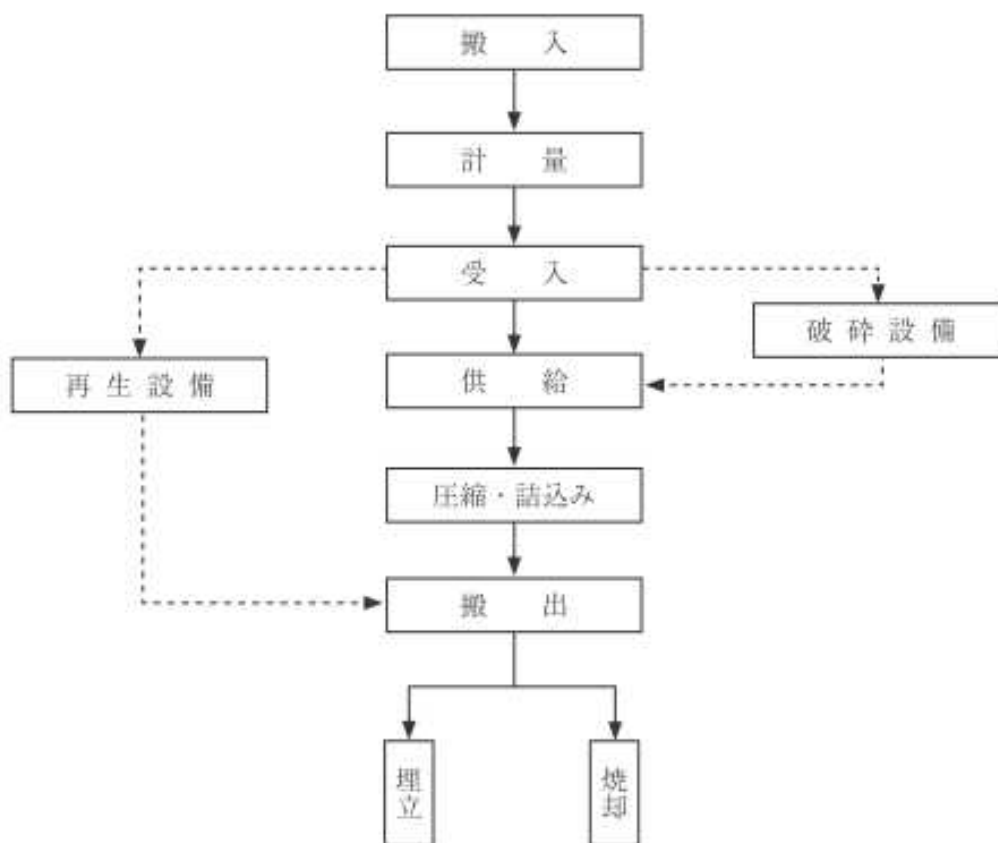 搬入
計量
受入
破砕設備
再生設備
供給
圧縮・詰込み
搬出
埋立
焼却